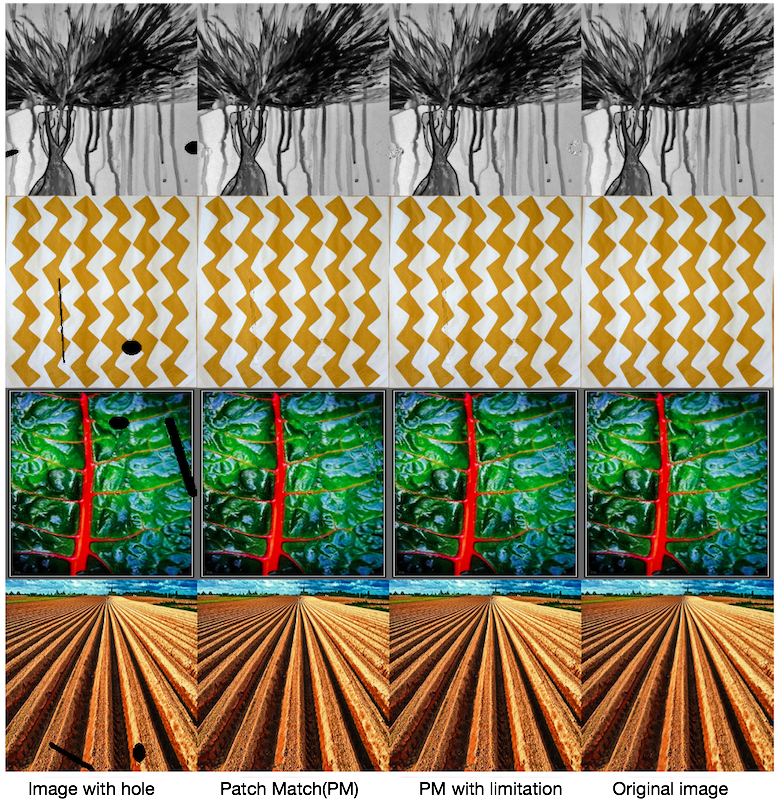 Image with hole
Patch Match(PM)
PM with limitation
Original image